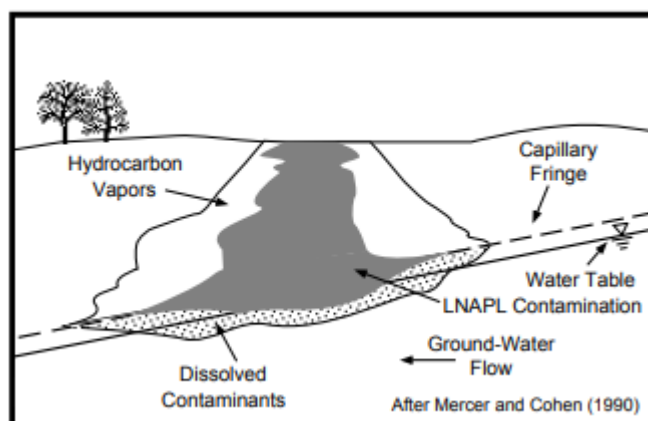 Hydrocarbon
Vapors
Capillary
Fringe
Water Table
LNAPL Contamination
Ground-Water
Flow
Dissolved
Contaminants
After Mercer and Cohen (1990)